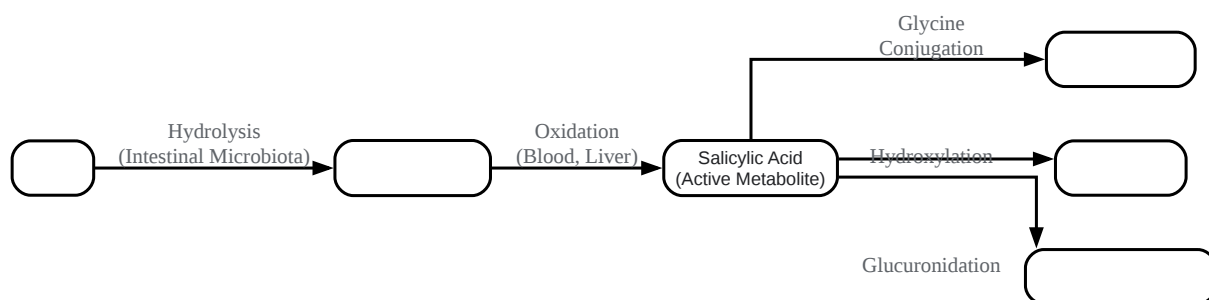 Glycine
Conjugation
Hydrolysis
(Intestinal Microbiota)
Oxidation
(Blood, Liver)
Salicylic Acid
(Active Metabolite)
Hydroxylation
Glucuronidation